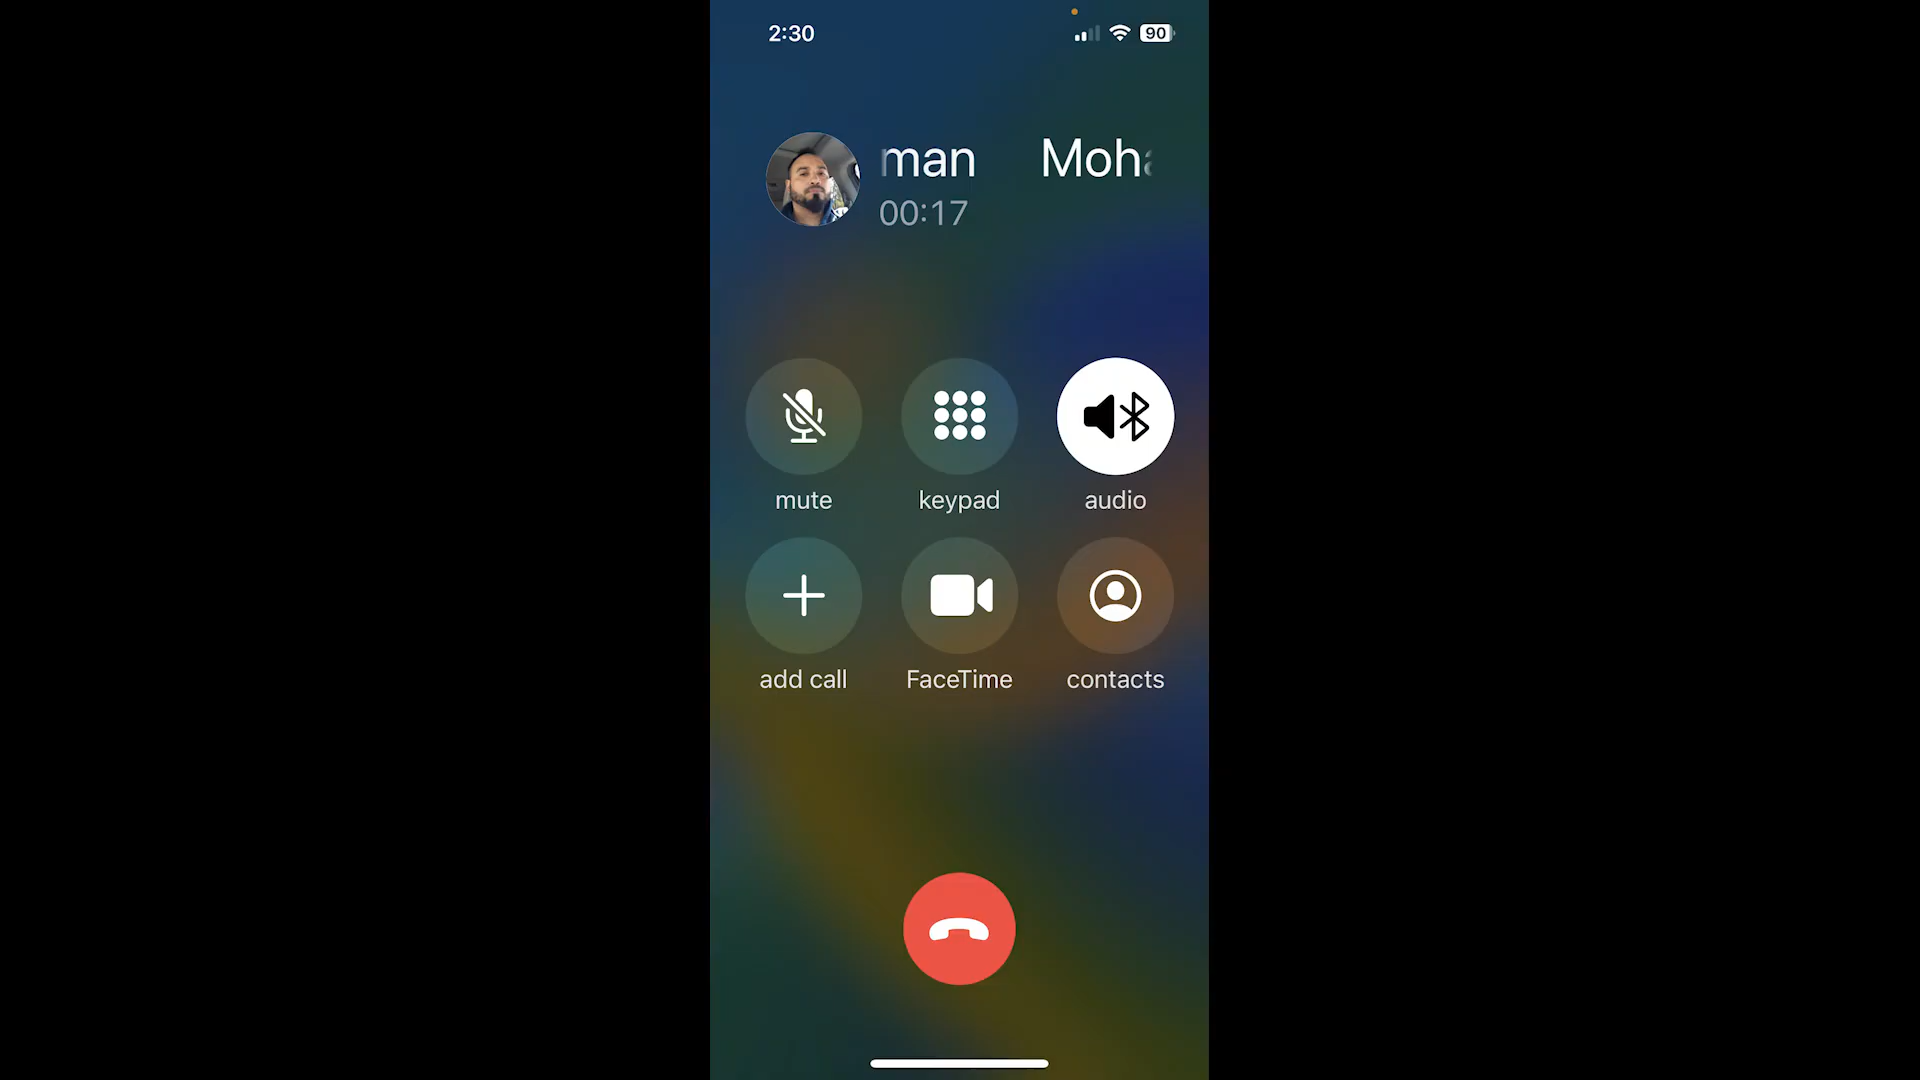 2:30
90
man Moh
00:17
mute keypad audio
add call FaceTime contacts